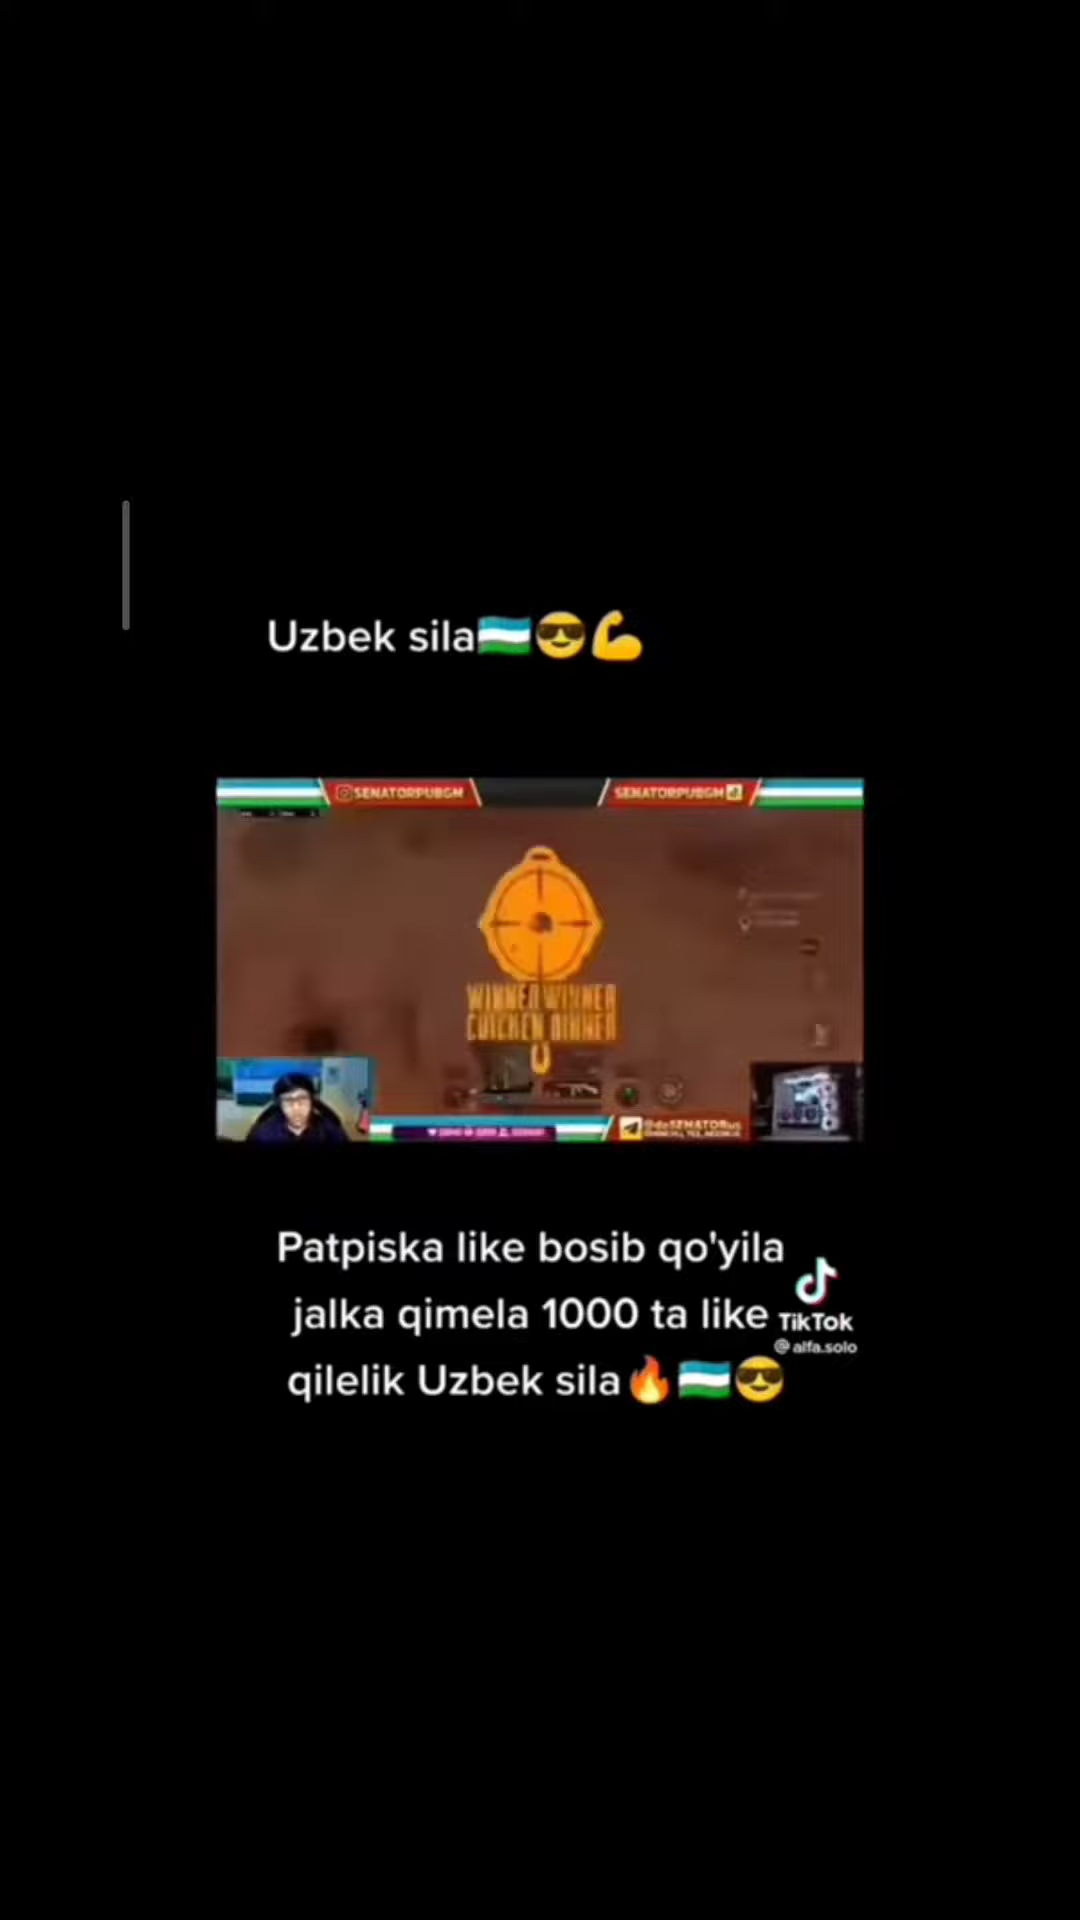 Uzbek sila🇺🇿😎💪
SENATORPUBGM
SENATORPUBGM
WINNER WINNER
CHICKEN DINNER
@deSENATORuz
Patpiska like bosib qo'yila
jalka qimela 1000 ta like
qilelik Uzbek sila🔥🇺🇿😎
TikTok
@alfa.solo